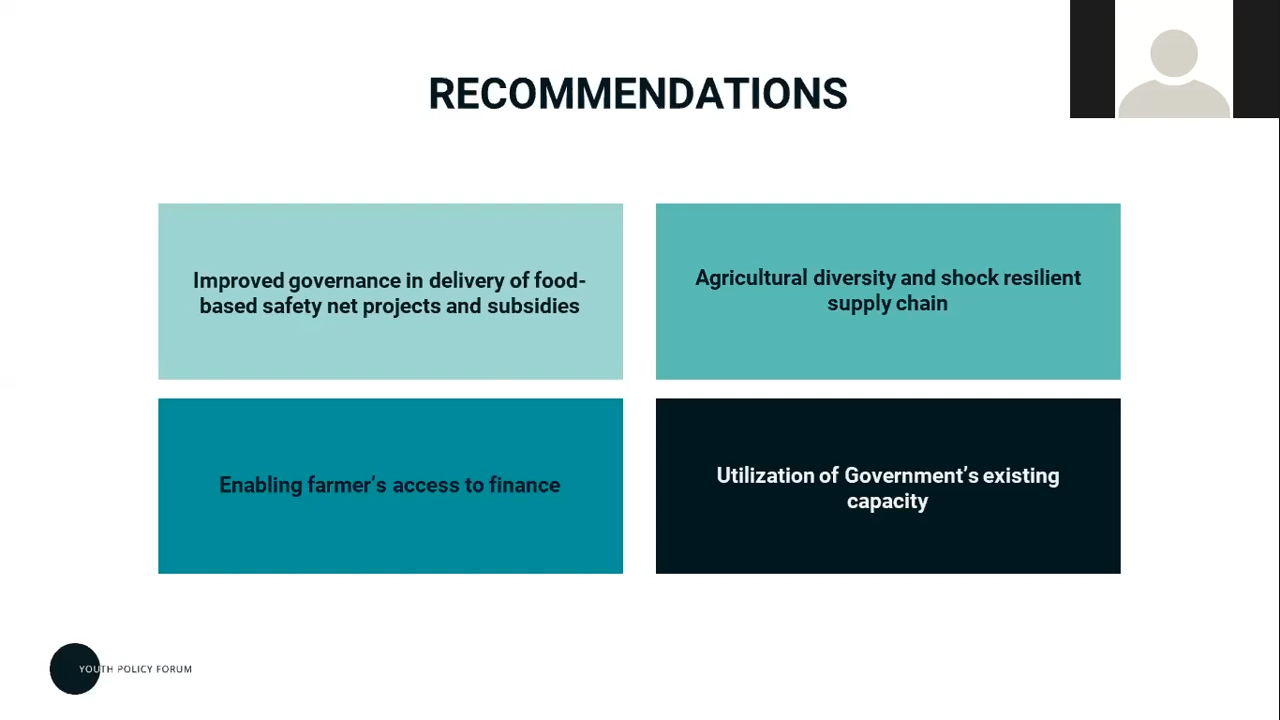 RECOMMENDATIONS
Improved governance in delivery of food-
based safety net projects and subsidies
Agricultural diversity and shock resilient
supply chain
Enabling farmer’s access to finance
Utilization of Government’s existing
capacity
YOUTH POLICY FORUM